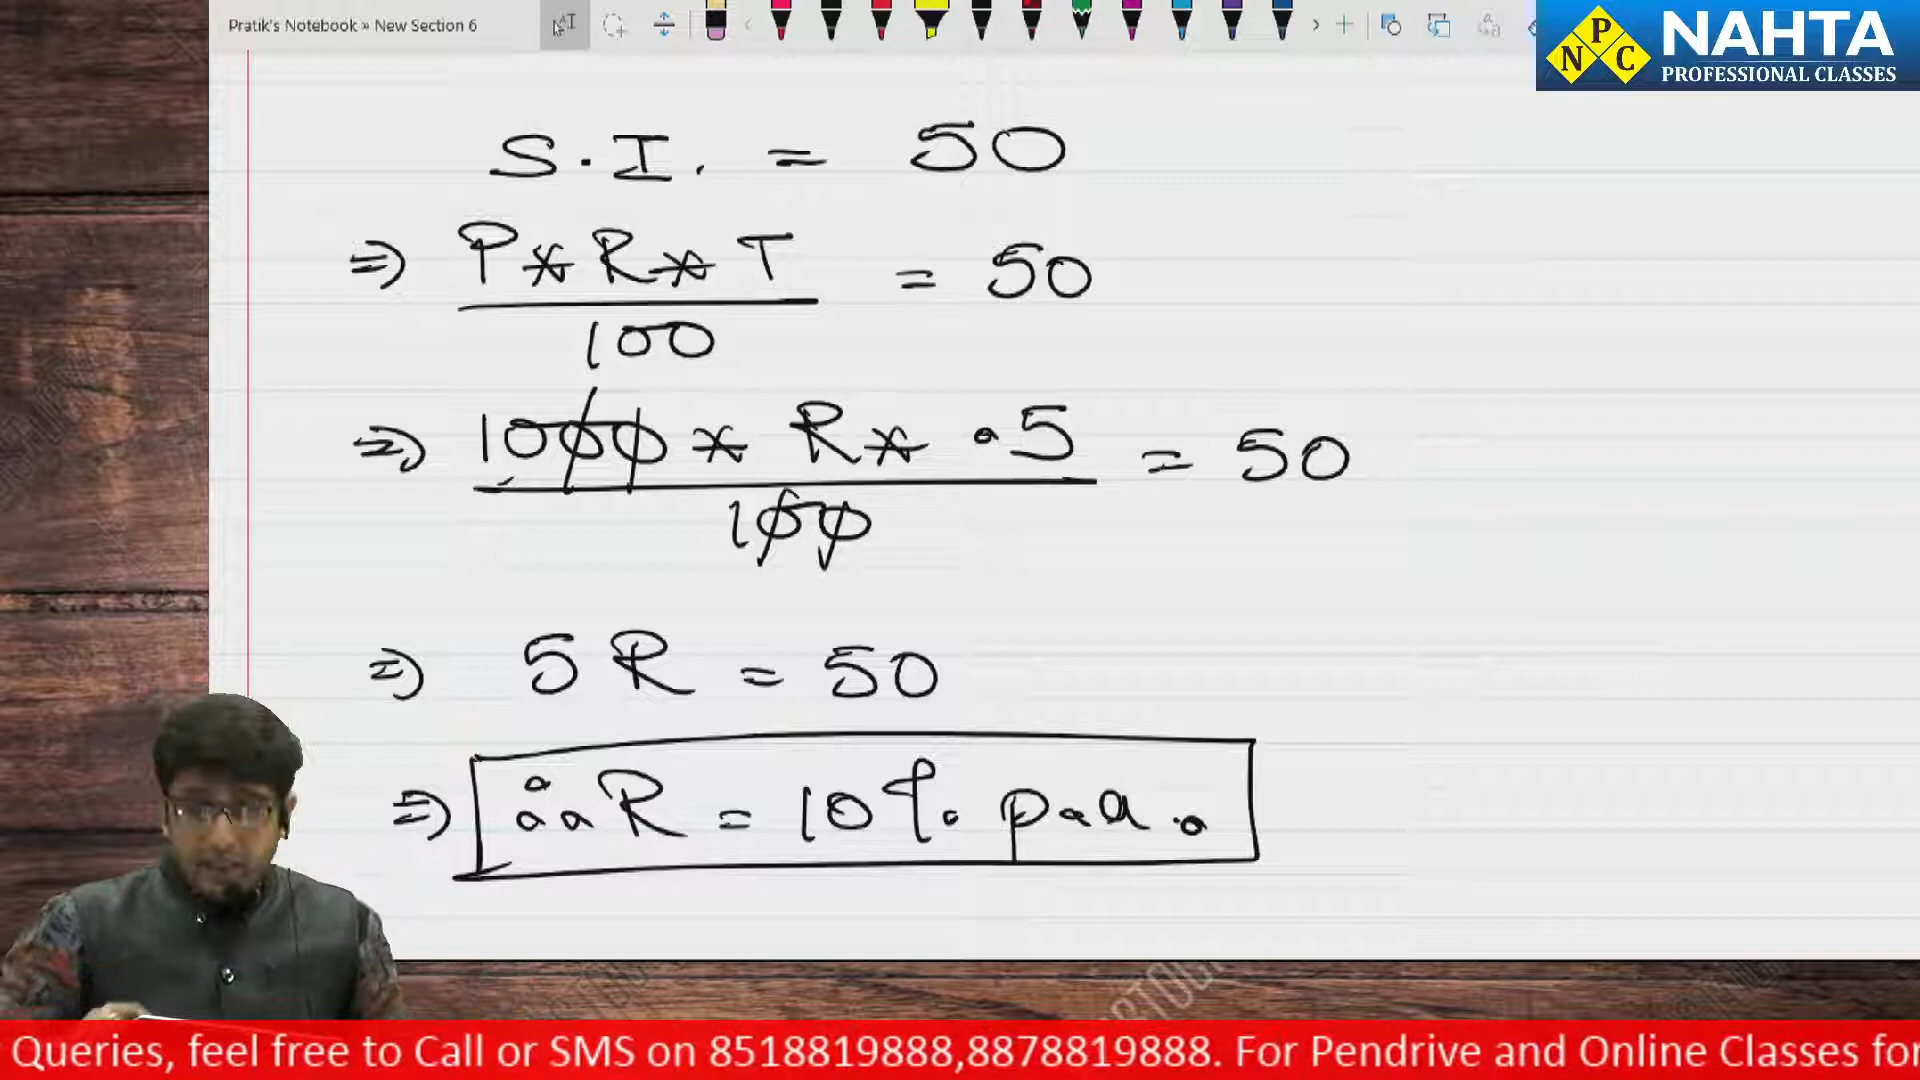 Pratik's Notebook » New Section 6
NPC
NAHTA
PROFESSIONAL CLASSES
S.I. = 50
⇒ P*R*T = 50
100
⇒ 1000 * R * .5 = 50
100
⇒ 5R = 50
⇒ ∴ R = 10% p.a.
Queries, feel free to Call or SMS on 8518819888,8878819888. For Pendrive and Online Classes for